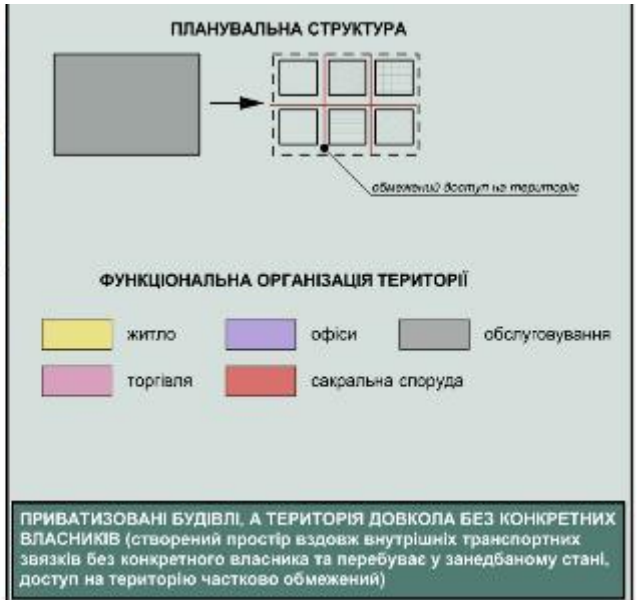 ПЛАНУВАЛЬНА СТРУКТУРА
обмежений доступ на територію
ФУНКЦІОНАЛЬНА ОРГАНІЗАЦІЯ ТЕРИТОРІЇ
житло
офіси
обслуговування
торгівля
сакральна споруда
ПРИВАТИЗОВАНІ БУДІВЛІ, А ТЕРИТОРІЯ ДОВКОЛА БЕЗ КОНКРЕТНИХ
ВЛАСНИКІВ (створений простір вздовж внутрішніх транспортних
звязків без конкретного власника та перебуває у занедбаному стані,
доступ на територію частково обмежений)